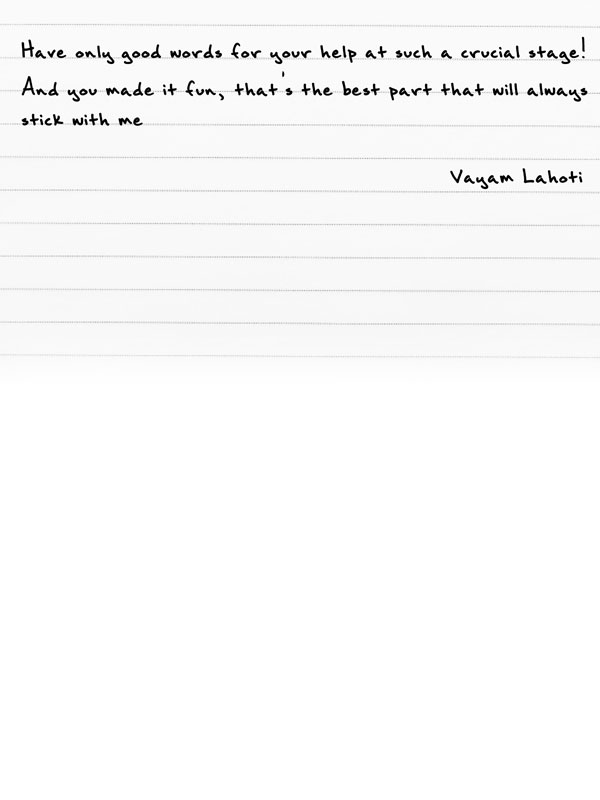 Have only good words for your help at such a crucial stage!
And you made it fun, that's the best part that will always
stick with me
Vayam Lahoti